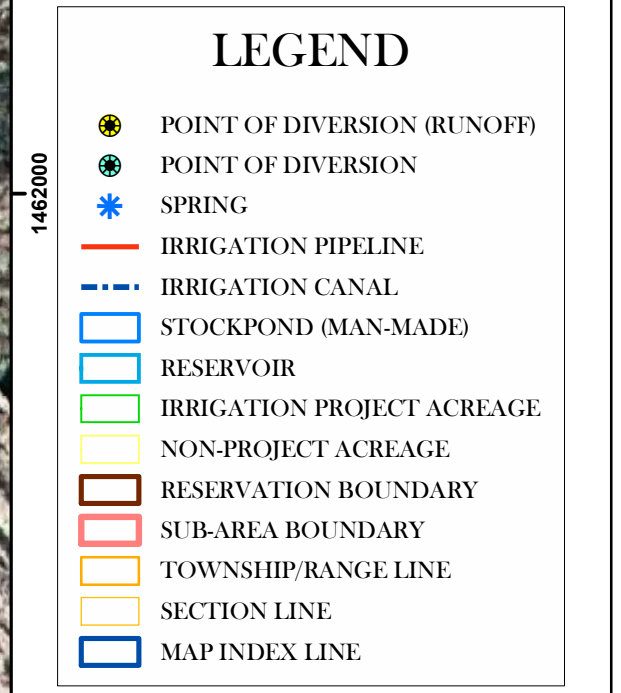 LEGEND
POINT OF DIVERSION (RUNOFF)
POINT OF DIVERSION
1462000
SPRING
IRRIGATION PIPELINE
IRRIGATION CANAL
STOCKPOND (MAN-MADE)
RESERVOIR
IRRIGATION PROJECT ACREAGE
NON-PROJECT ACREAGE
RESERVATION BOUNDARY
SUB-AREA BOUNDARY
TOWNSHIP/RANGE LINE
SECTION LINE
MAP INDEX LINE